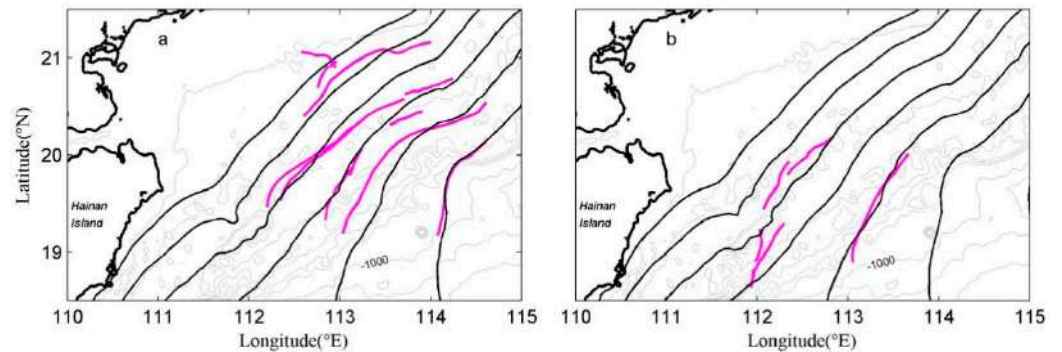 a
b
21
21
Latitude(°N)
20
20
Hainan
Island
Hainan
Island
19
19
-1000
-1000
110
111
112
113
114
115
110
111
112
113
114
115
Longitude(°E)
Longitude(°E)